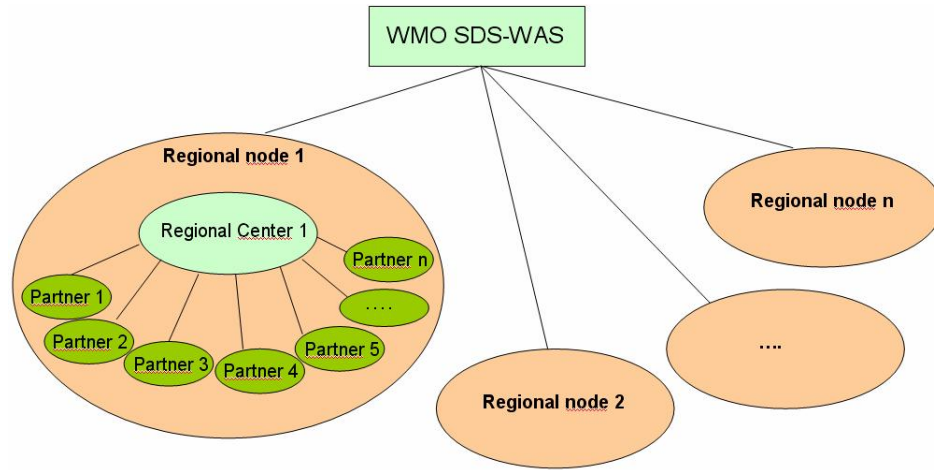 WMO SDS-WAS
Regional node 1
Regional Center 1
Partner n
Partner 1
....
Partner 2
Partner 3
Partner 4
Partner 5
Regional node n
....
Regional node 2